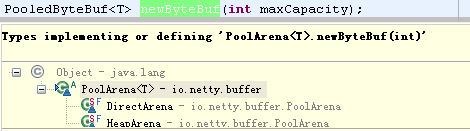 PooledByteBuf<T> newByteBuf(int maxCapacity);
Types implementing or defining 'PoolArena<T>.newByteBuf(int)'
Object - java.lang
PoolArena<T> - io.netty.buffer
DirectArena - io.netty.buffer.PoolArena
HeapArena - io.netty.buffer.PoolArena